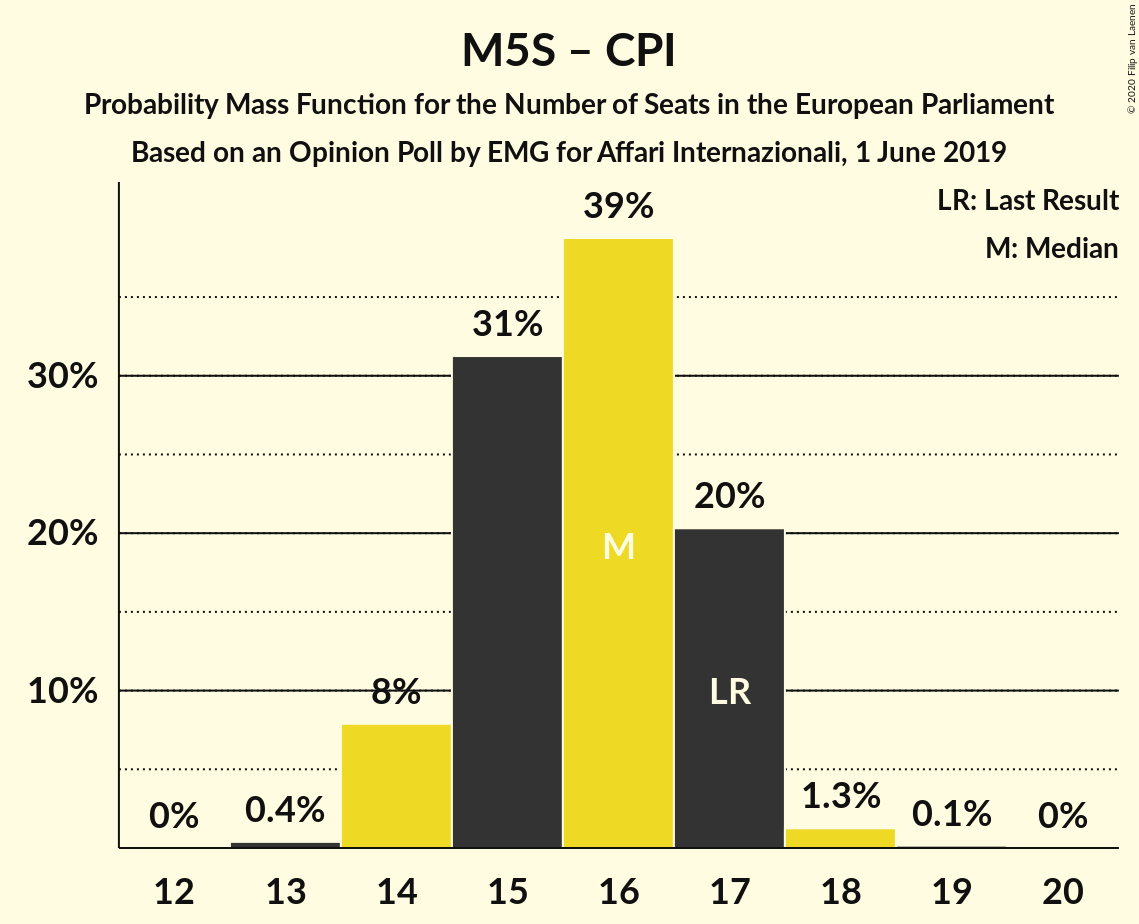 M5S – CPI
Probability Mass Function for the Number of Seats in the European Parliament
Based on an Opinion Poll by EMG for Affari Internazionali, 1 June 2019
© 2020 Filip van Laenen
LR: Last Result
M: Median
39%
31%
30%
20%
20%
M
10%
8%
LR
0%
0.4%
1.3%
0.1%
0%
12 13 14 15 16 17 18 19 20